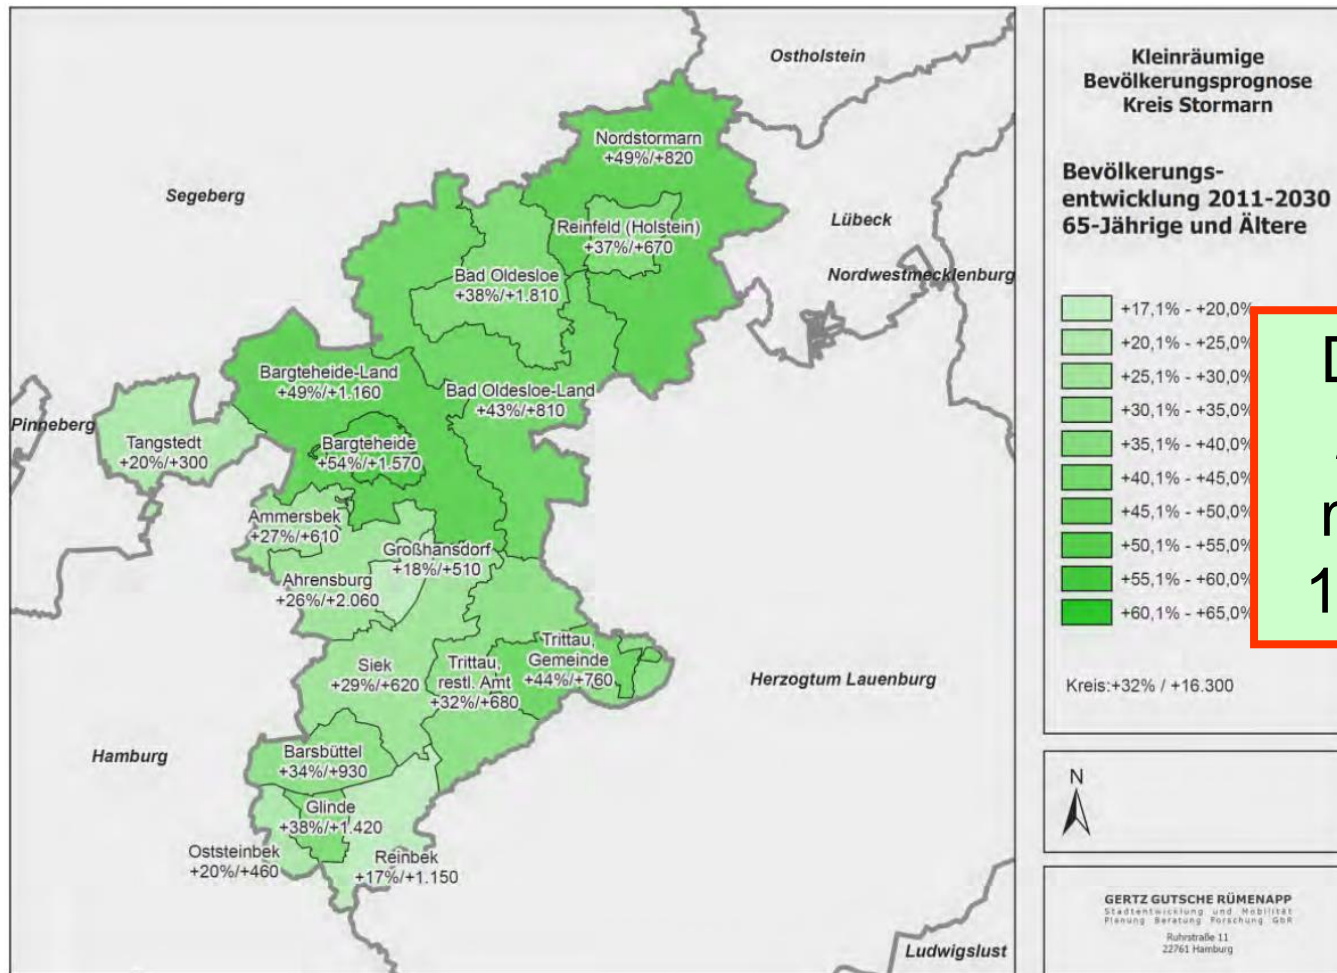 Ostholstein
Nordstormarn
+49%/+820
Segeberg
Lübeck
Reinfeld (Holstein)
+37%/+670
Nordwestmecklenburg
Bad Oldesloe
+38%/+1.810
Bargteheide-Land
+49%/+1.160
Bad Oldesloe-Land
+43%/+810
Pinneberg
Tangstedt
+20%/+300
Bargteheide
+54%/+1.570
Ammersbek
+27%/+610
Großhansdorf
+18%/+510
Ahrensburg
+26%/+2.060
Siek
+29%/+620
Trittau,
restl. Amt
+32%/+680
Trittau,
Gemeinde
+44%/+760
Herzogtum Lauenburg
Hamburg
Barsbüttel
+34%/+930
Glinde
+38%/+1.420
Oststeinbek
+20%/+460
Reinbek
+17%/+1.150
Ludwigslust
Kleinräumige
Bevölkerungsprognose
Kreis Stormarn
Bevölkerungs-
entwicklung 2011-2030
65-Jährige und Ältere
+17,1% - +20,0%
+20,1% - +25,0%
+25,1% - +30,0%
+30,1% - +35,0%
+35,1% - +40,0%
+40,1% - +45,0%
+45,1% - +50,0%
+50,1% - +55,0%
+55,1% - +60,0%
+60,1% - +65,0%
Kreis:+32% / +16.300
N
GERTZ GUTSCHE RÜMENAPP
Stadtentwicklung und Mobilität
Planung Beratung Forschung GbR
Ruhrstraße 11
22761 Hamburg